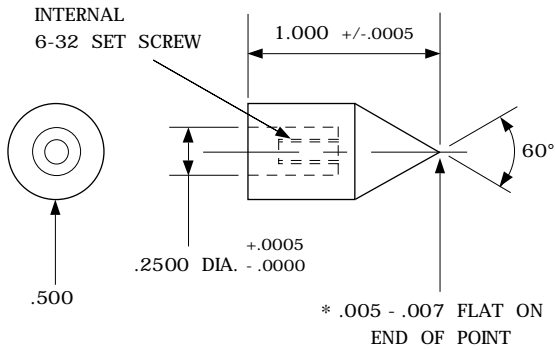 INTERNAL
6-32 SET SCREW
1.000 +/-.0005
60°
+.0005
.2500 DIA. - .0000
.500
* .005 - .007 FLAT ON
END OF POINT